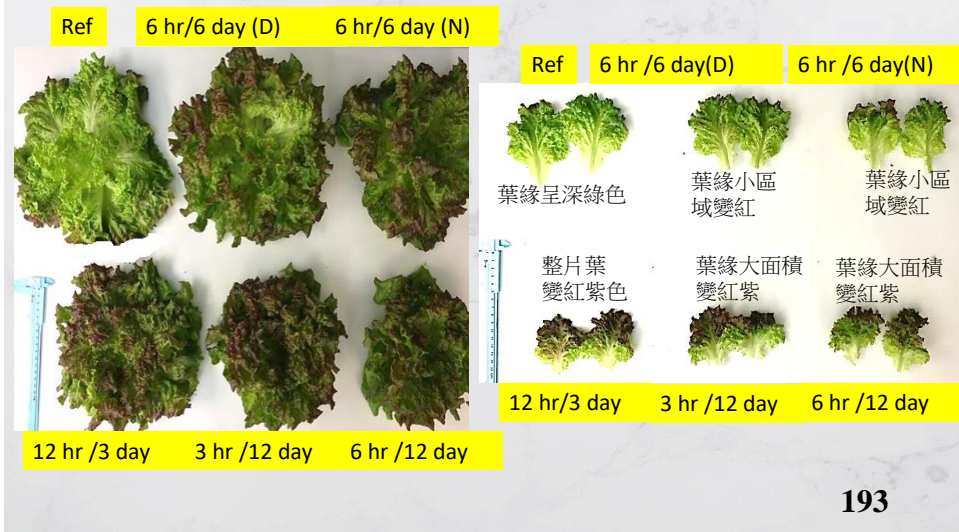 Ref
6 hr/6 day (D)
6 hr/6 day (N)
12 hr /3 day
3 hr /12 day
6 hr /12 day
Ref
6 hr /6 day(D)
6 hr /6 day(N)
葉緣呈深綠色
葉緣小區
域變紅
葉緣小區
域變紅
整片葉
變紅紫色
葉緣大面積
變紅紫
葉緣大面積
變紅紫
12 hr/3 day
3 hr /12 day
6 hr /12 day
193